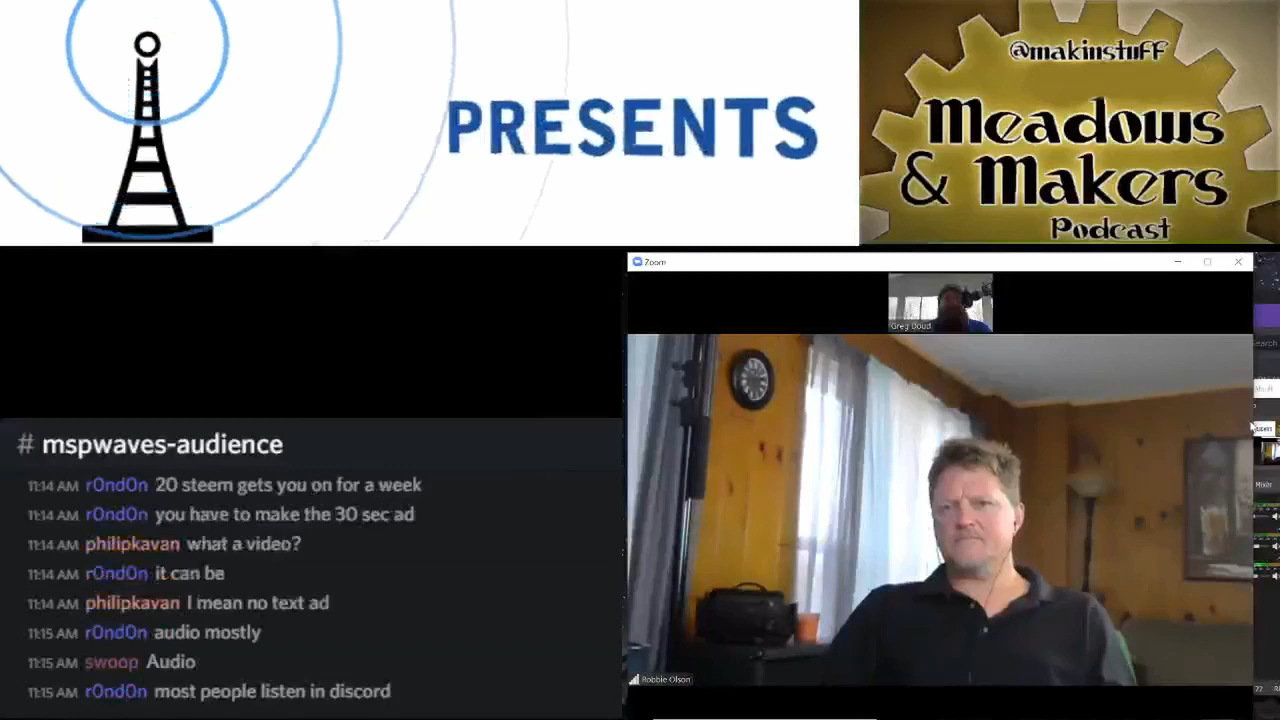 PRESENTS
@makinstuff
Meadows
& Makers
Podcast
Zoom
Greg Doud
# mspwaves-audience
11:14 AM r0nd0n 20 steem gets you on for a week
11:14 AM r0nd0n you have to make the 30 sec ad
11:14 AM philipkavan what a video?
11:14 AM r0nd0n it can be
11:14 AM philipkavan I mean no text ad
11:15 AM r0nd0n audio mostly
11:15 AM swoop Audio
11:15 AM r0nd0n most people listen in discord
Robbie Olson
Search
Mixer